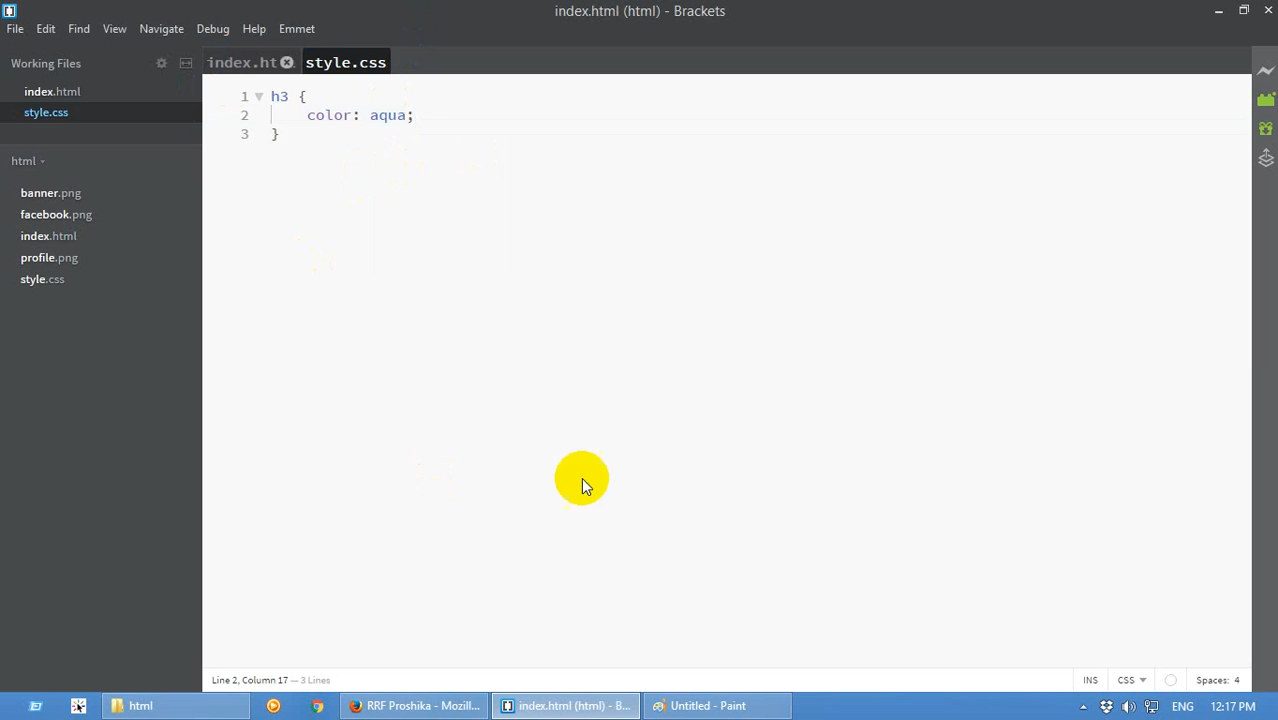 index.html (html) - Brackets
File Edit Find View Navigate Debug Help Emmet
Working Files
index.html
style.css
html
banner.png
facebook.png
index.html
profile.png
style.css
index.ht style.css
1 h3 {
2 color: aqua;
3 }
Line 2, Column 17 — 3 Lines
INS CSS Spaces: 4
html RRF Proshika - Mozill... index.html (html) - B... Untitled - Paint ENG 12:17 PM